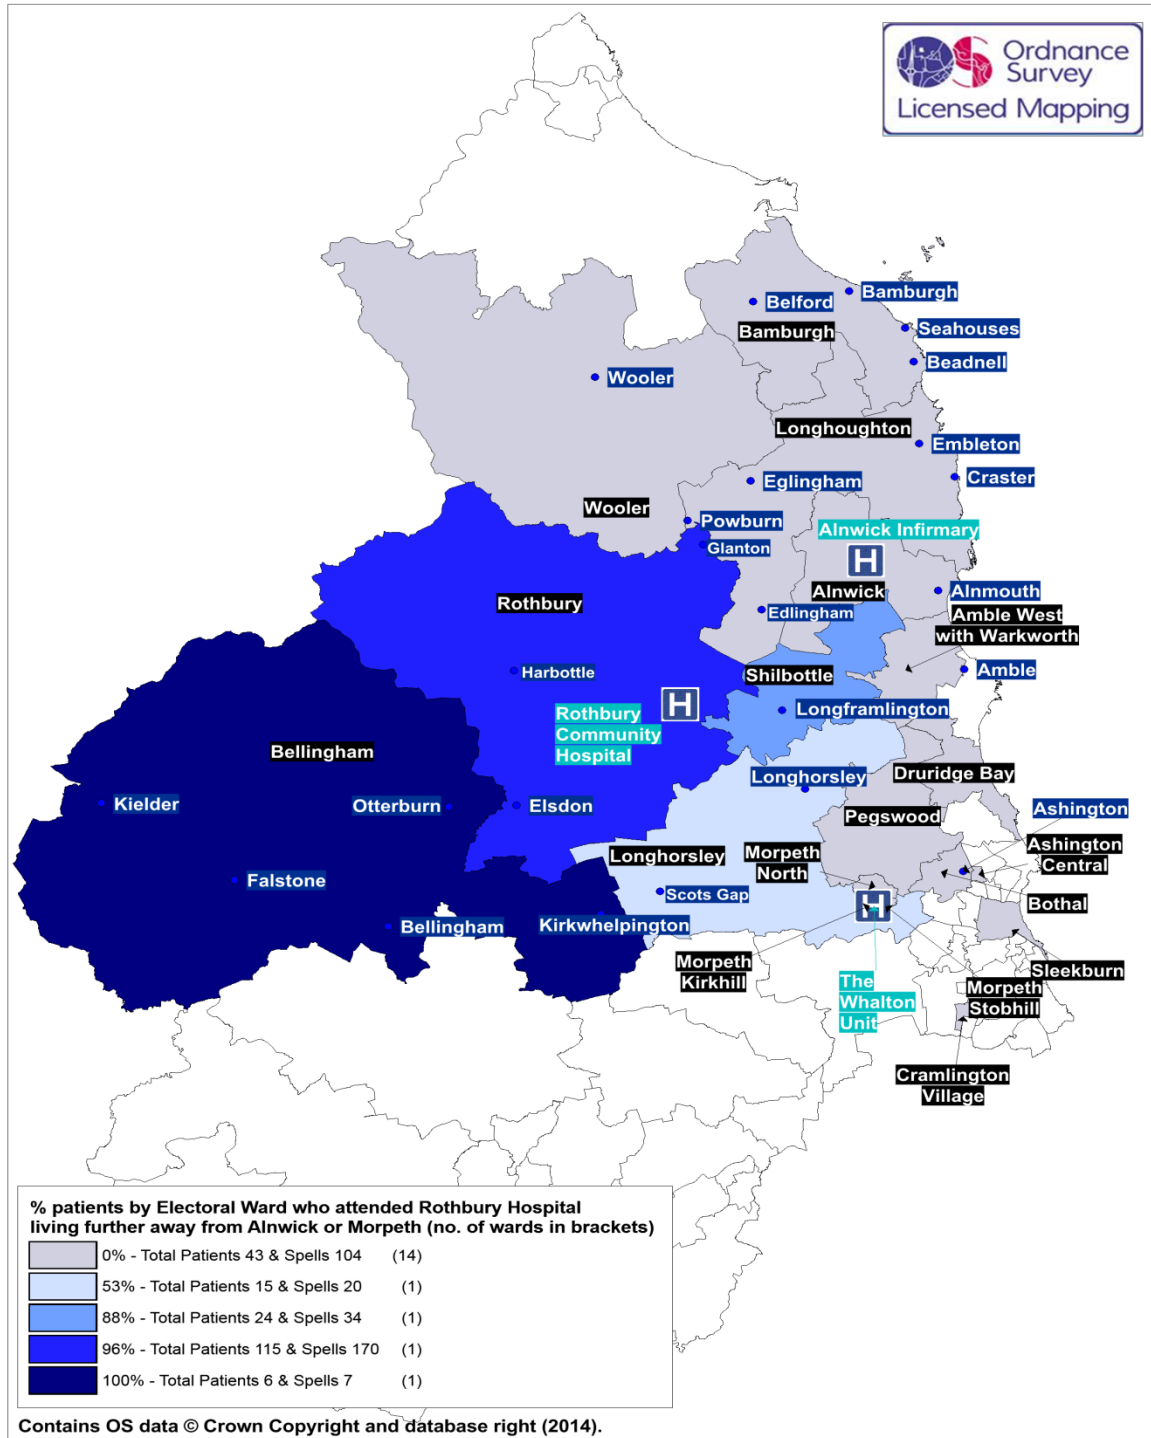 Ordnance
Survey
Licensed Mapping
Bamburgh
Belford
Seahouses
Bamburgh
Beadnell
Wooler
Longhoughton
Embleton
Craster
Eglingham
Wooler
Powburn
Alnwick Infirmary
Glanton
H
Alnwick
Alnmouth
Rothbury
Edlingham
Amble West
with Warkworth
Harbottle
Shilbottle
Amble
H
Rothbury
Community
Hospital
Longframlington
Bellingham
Longhorsley
Druridge Bay
Kielder
Otterburn
Elsdon
Pegswood
Ashington
Longhorsley
Morpeth
North
Ashington
Central
Falstone
Scots Gap
Bothal
H
Bellingham
Kirkwhelpington
Morpeth
Kirkhill
The
Whalton
Unit
Sleekburn
Morpeth
Stobhill
Cramlington
Village
% patients by Electoral Ward who attended Rothbury Hospital
living further away from Alnwick or Morpeth (no. of wards in brackets)
0% - Total Patients 43 & Spells 104 (14)
53% - Total Patients 15 & Spells 20 (1)
88% - Total Patients 24 & Spells 34 (1)
96% - Total Patients 115 & Spells 170 (1)
100% - Total Patients 6 & Spells 7 (1)
Contains OS data © Crown Copyright and database right (2014).